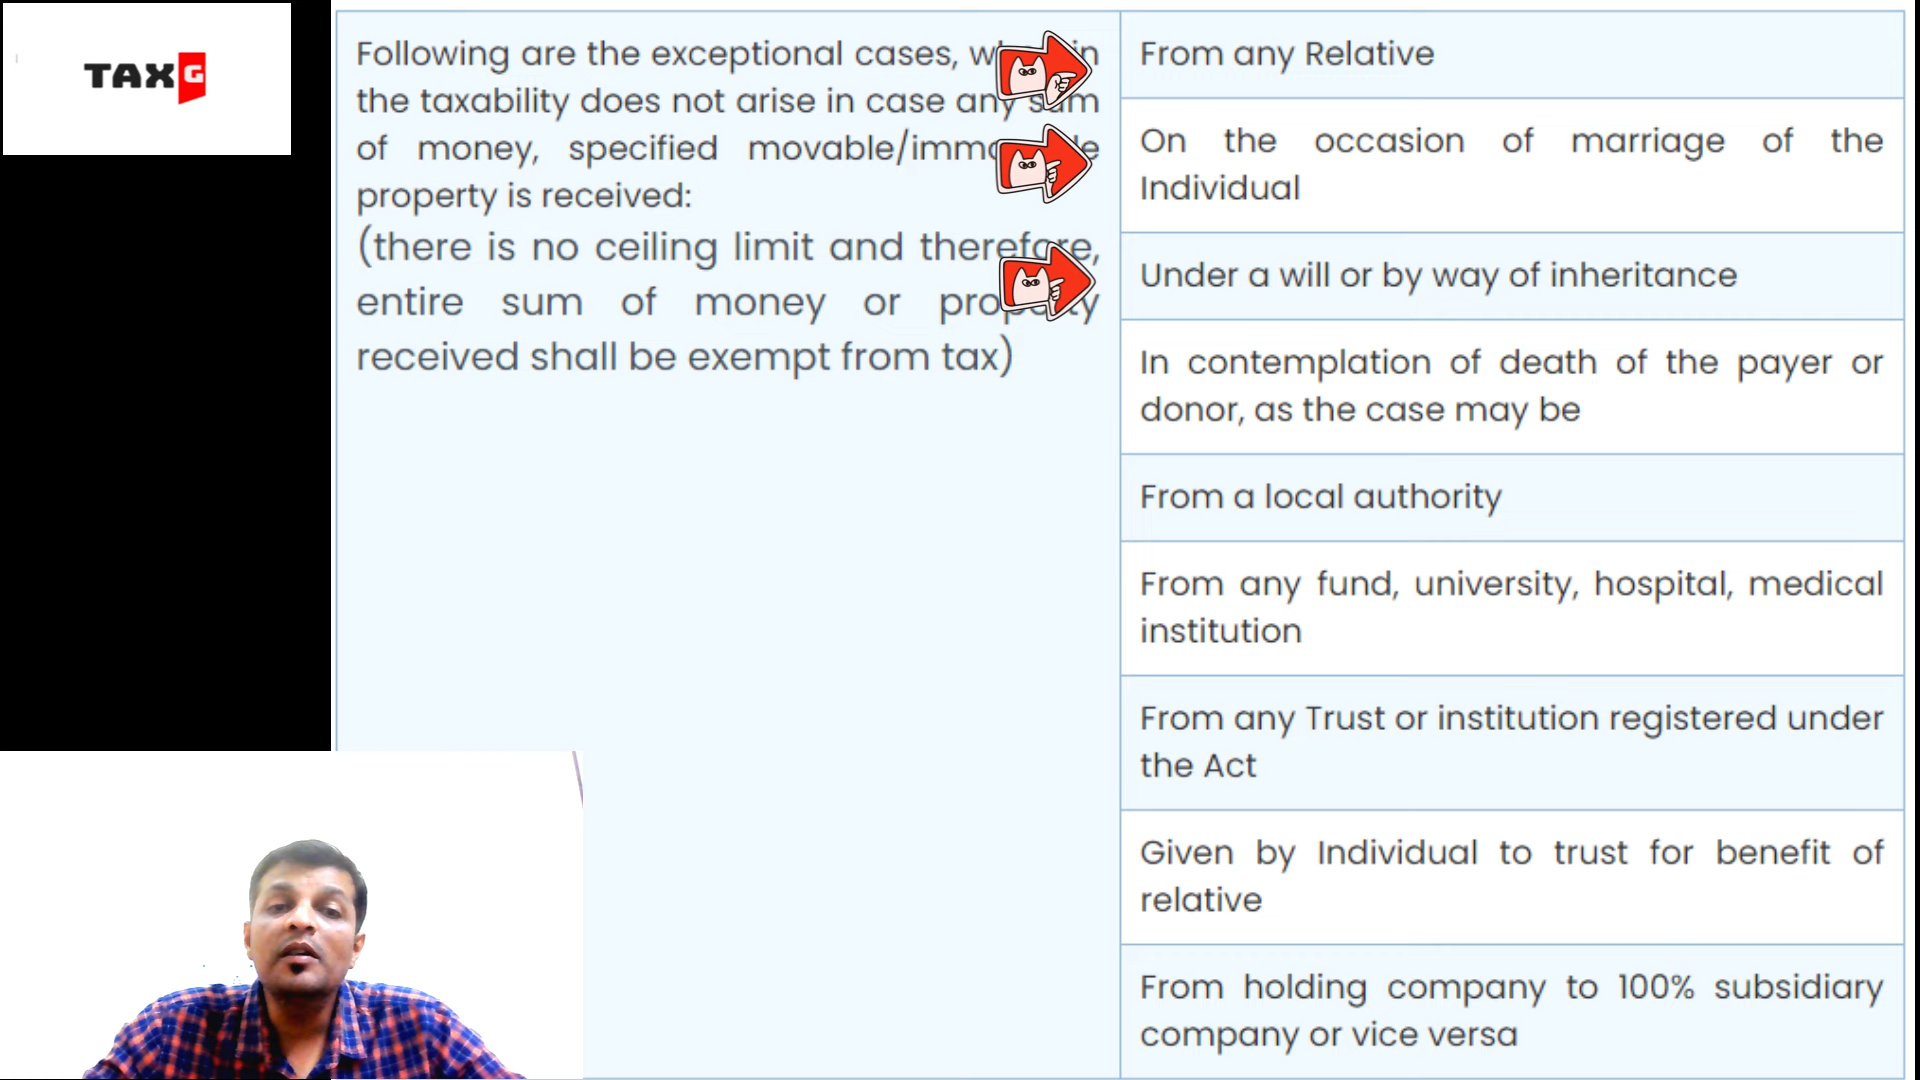 TAXG
Following are the exceptional cases, in
the taxability does not arise in case any sum
of money, specified movable/
property is received:
(there is no ceiling limit and therefore,
entire sum of money or property
received shall be exempt from tax)
From any Relative
On the occasion of marriage of the
Individual
Under a will or by way of inheritance
In contemplation of death of the payer or
donor, as the case may be
From a local authority
From any fund, university, hospital, medical
institution
From any Trust or institution registered under
the Act
Given by Individual to trust for benefit of
relative
From holding company to 100% subsidiary
company or vice versa